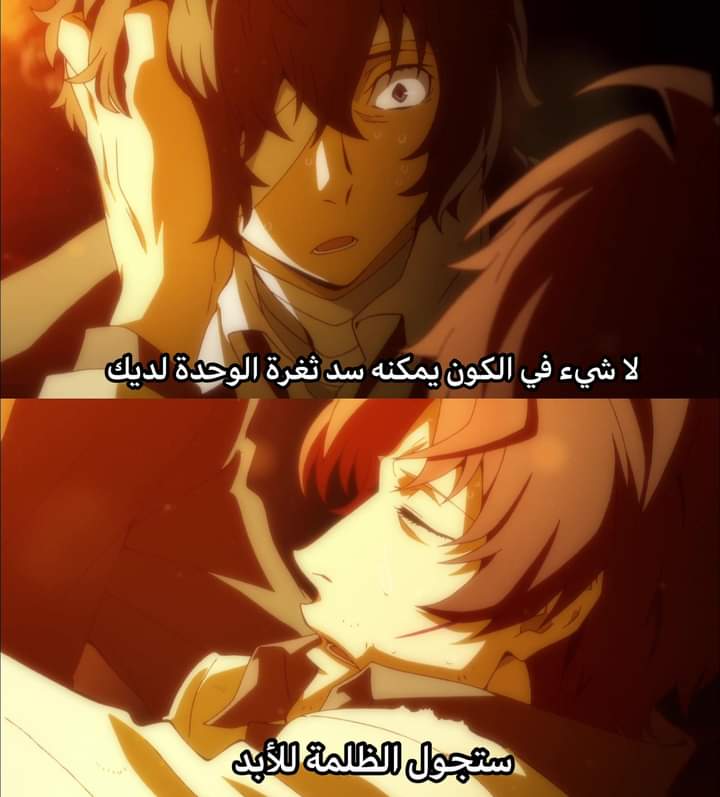 لا شيء في الكون يمكنه سد ثغرة الوحدة لديك
ستجول الظلمة للأبد